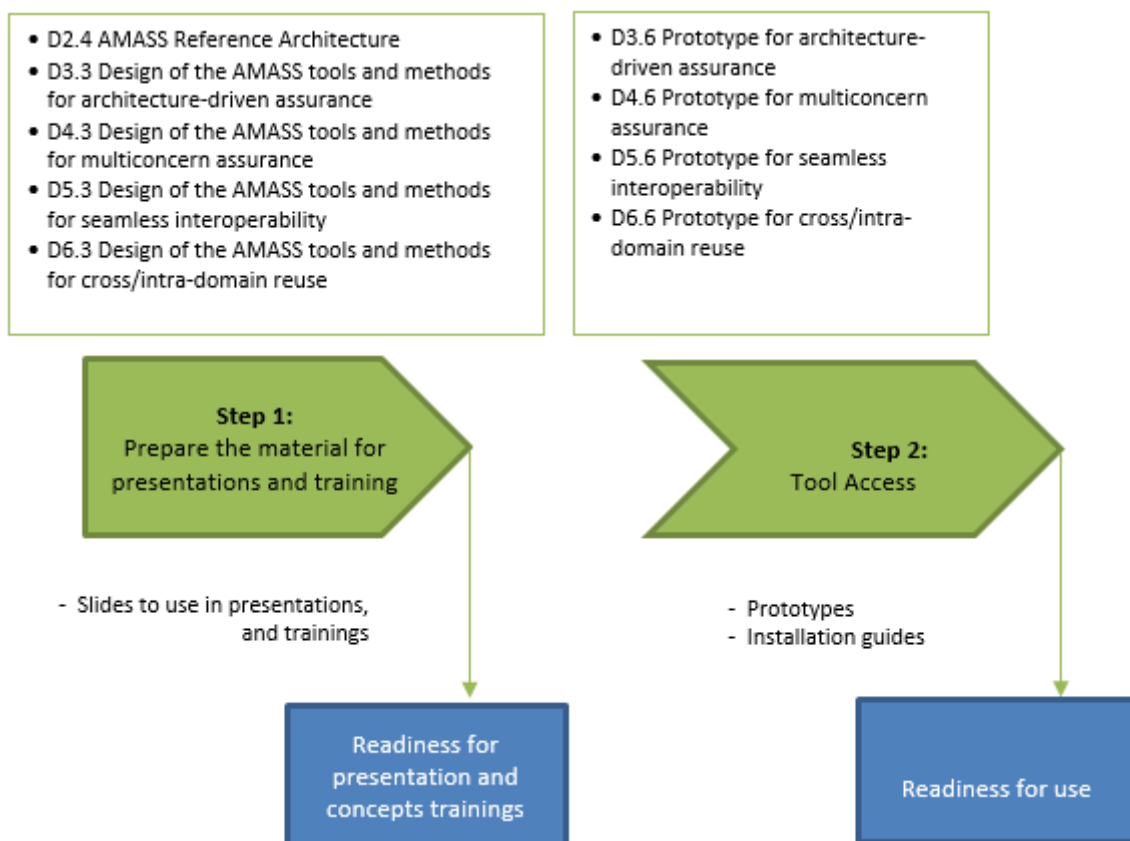 • D2.4 AMASS Reference Architecture
• D3.3 Design of the AMASS tools and methods
for architecture-driven assurance
• D4.3 Design of the AMASS tools and methods
for multiconcern assurance
• D5.3 Design of the AMASS tools and methods
for seamless interoperability
• D6.3 Design of the AMASS tools and methods
for cross/intra-domain reuse
• D3.6 Prototype for architecture-
driven assurance
• D4.6 Prototype for multiconcern
assurance
• D5.6 Prototype for seamless
interoperability
• D6.6 Prototype for cross/intra-
domain reuse
Step 1:
Prepare the material for
presentations and training
Step 2:
Tool Access
- Slides to use in presentations,
and trainings
- Prototypes
- Installation guides
Readiness for
presentation and
concepts trainings
Readiness for use